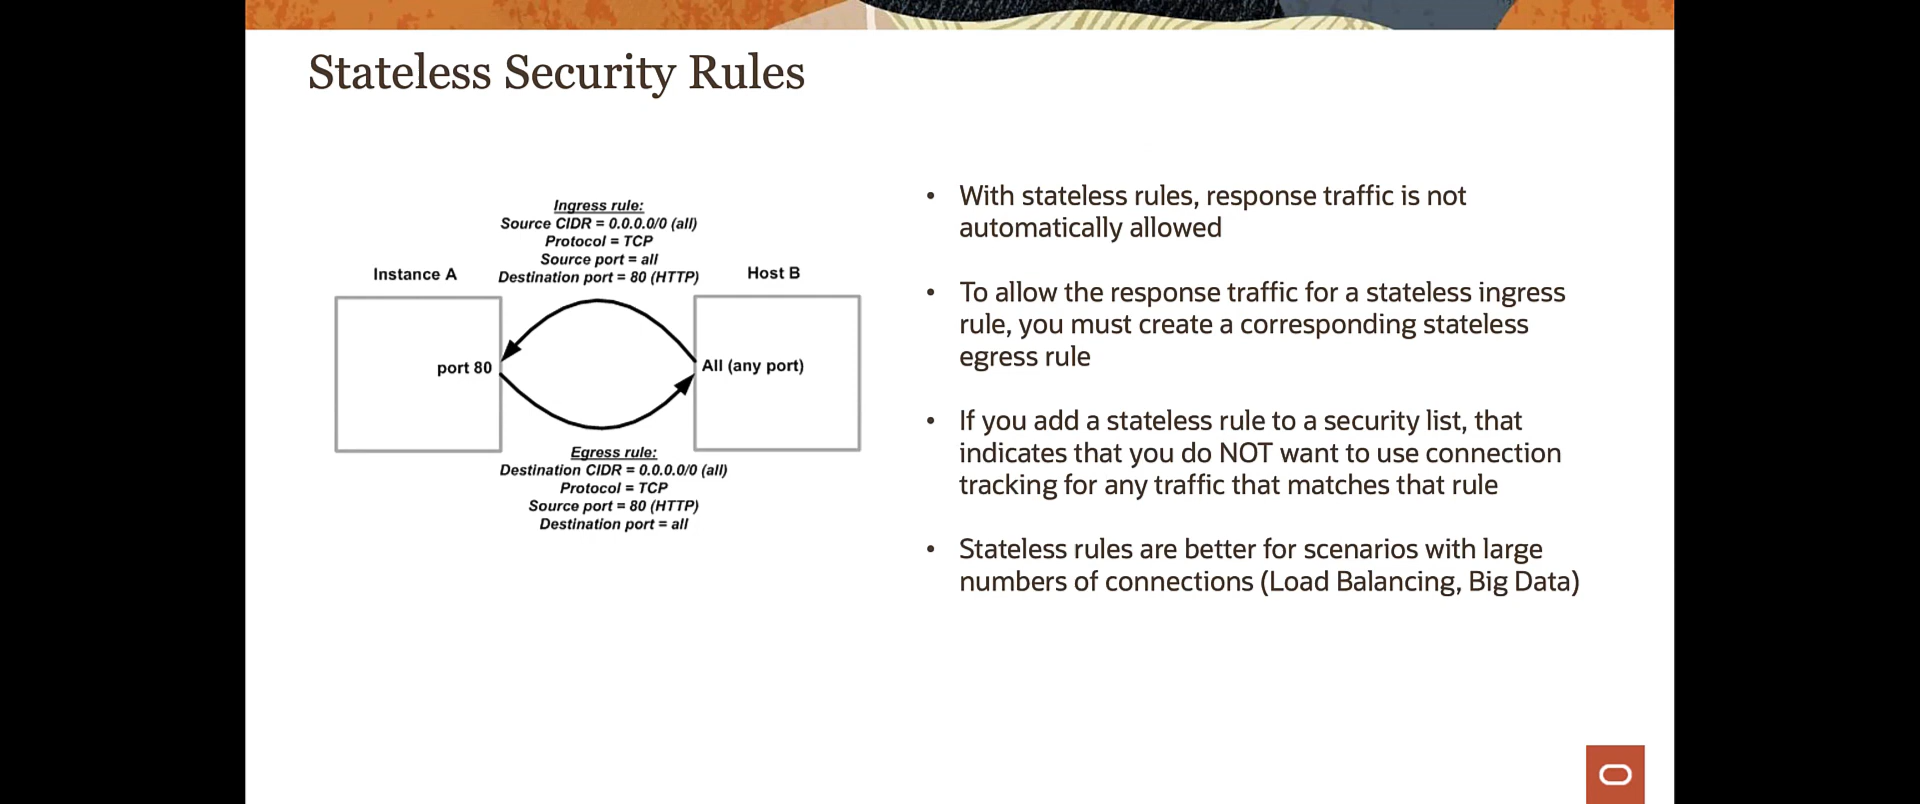 Stateless Security Rules
Ingress rule:
Source CIDR = 0.0.0.0/0 (all)
Protocol = TCP
Source port = all
Destination port = 80 (HTTP)
Instance A
Host B
port 80
All (any port)
Egress rule:
Destination CIDR = 0.0.0.0/0 (all)
Protocol = TCP
Source port = 80 (HTTP)
Destination port = all
• With stateless rules, response traffic is not
automatically allowed
• To allow the response traffic for a stateless ingress
rule, you must create a corresponding stateless
egress rule
• If you add a stateless rule to a security list, that
indicates that you do NOT want to use connection
tracking for any traffic that matches that rule
• Stateless rules are better for scenarios with large
numbers of connections (Load Balancing, Big Data)